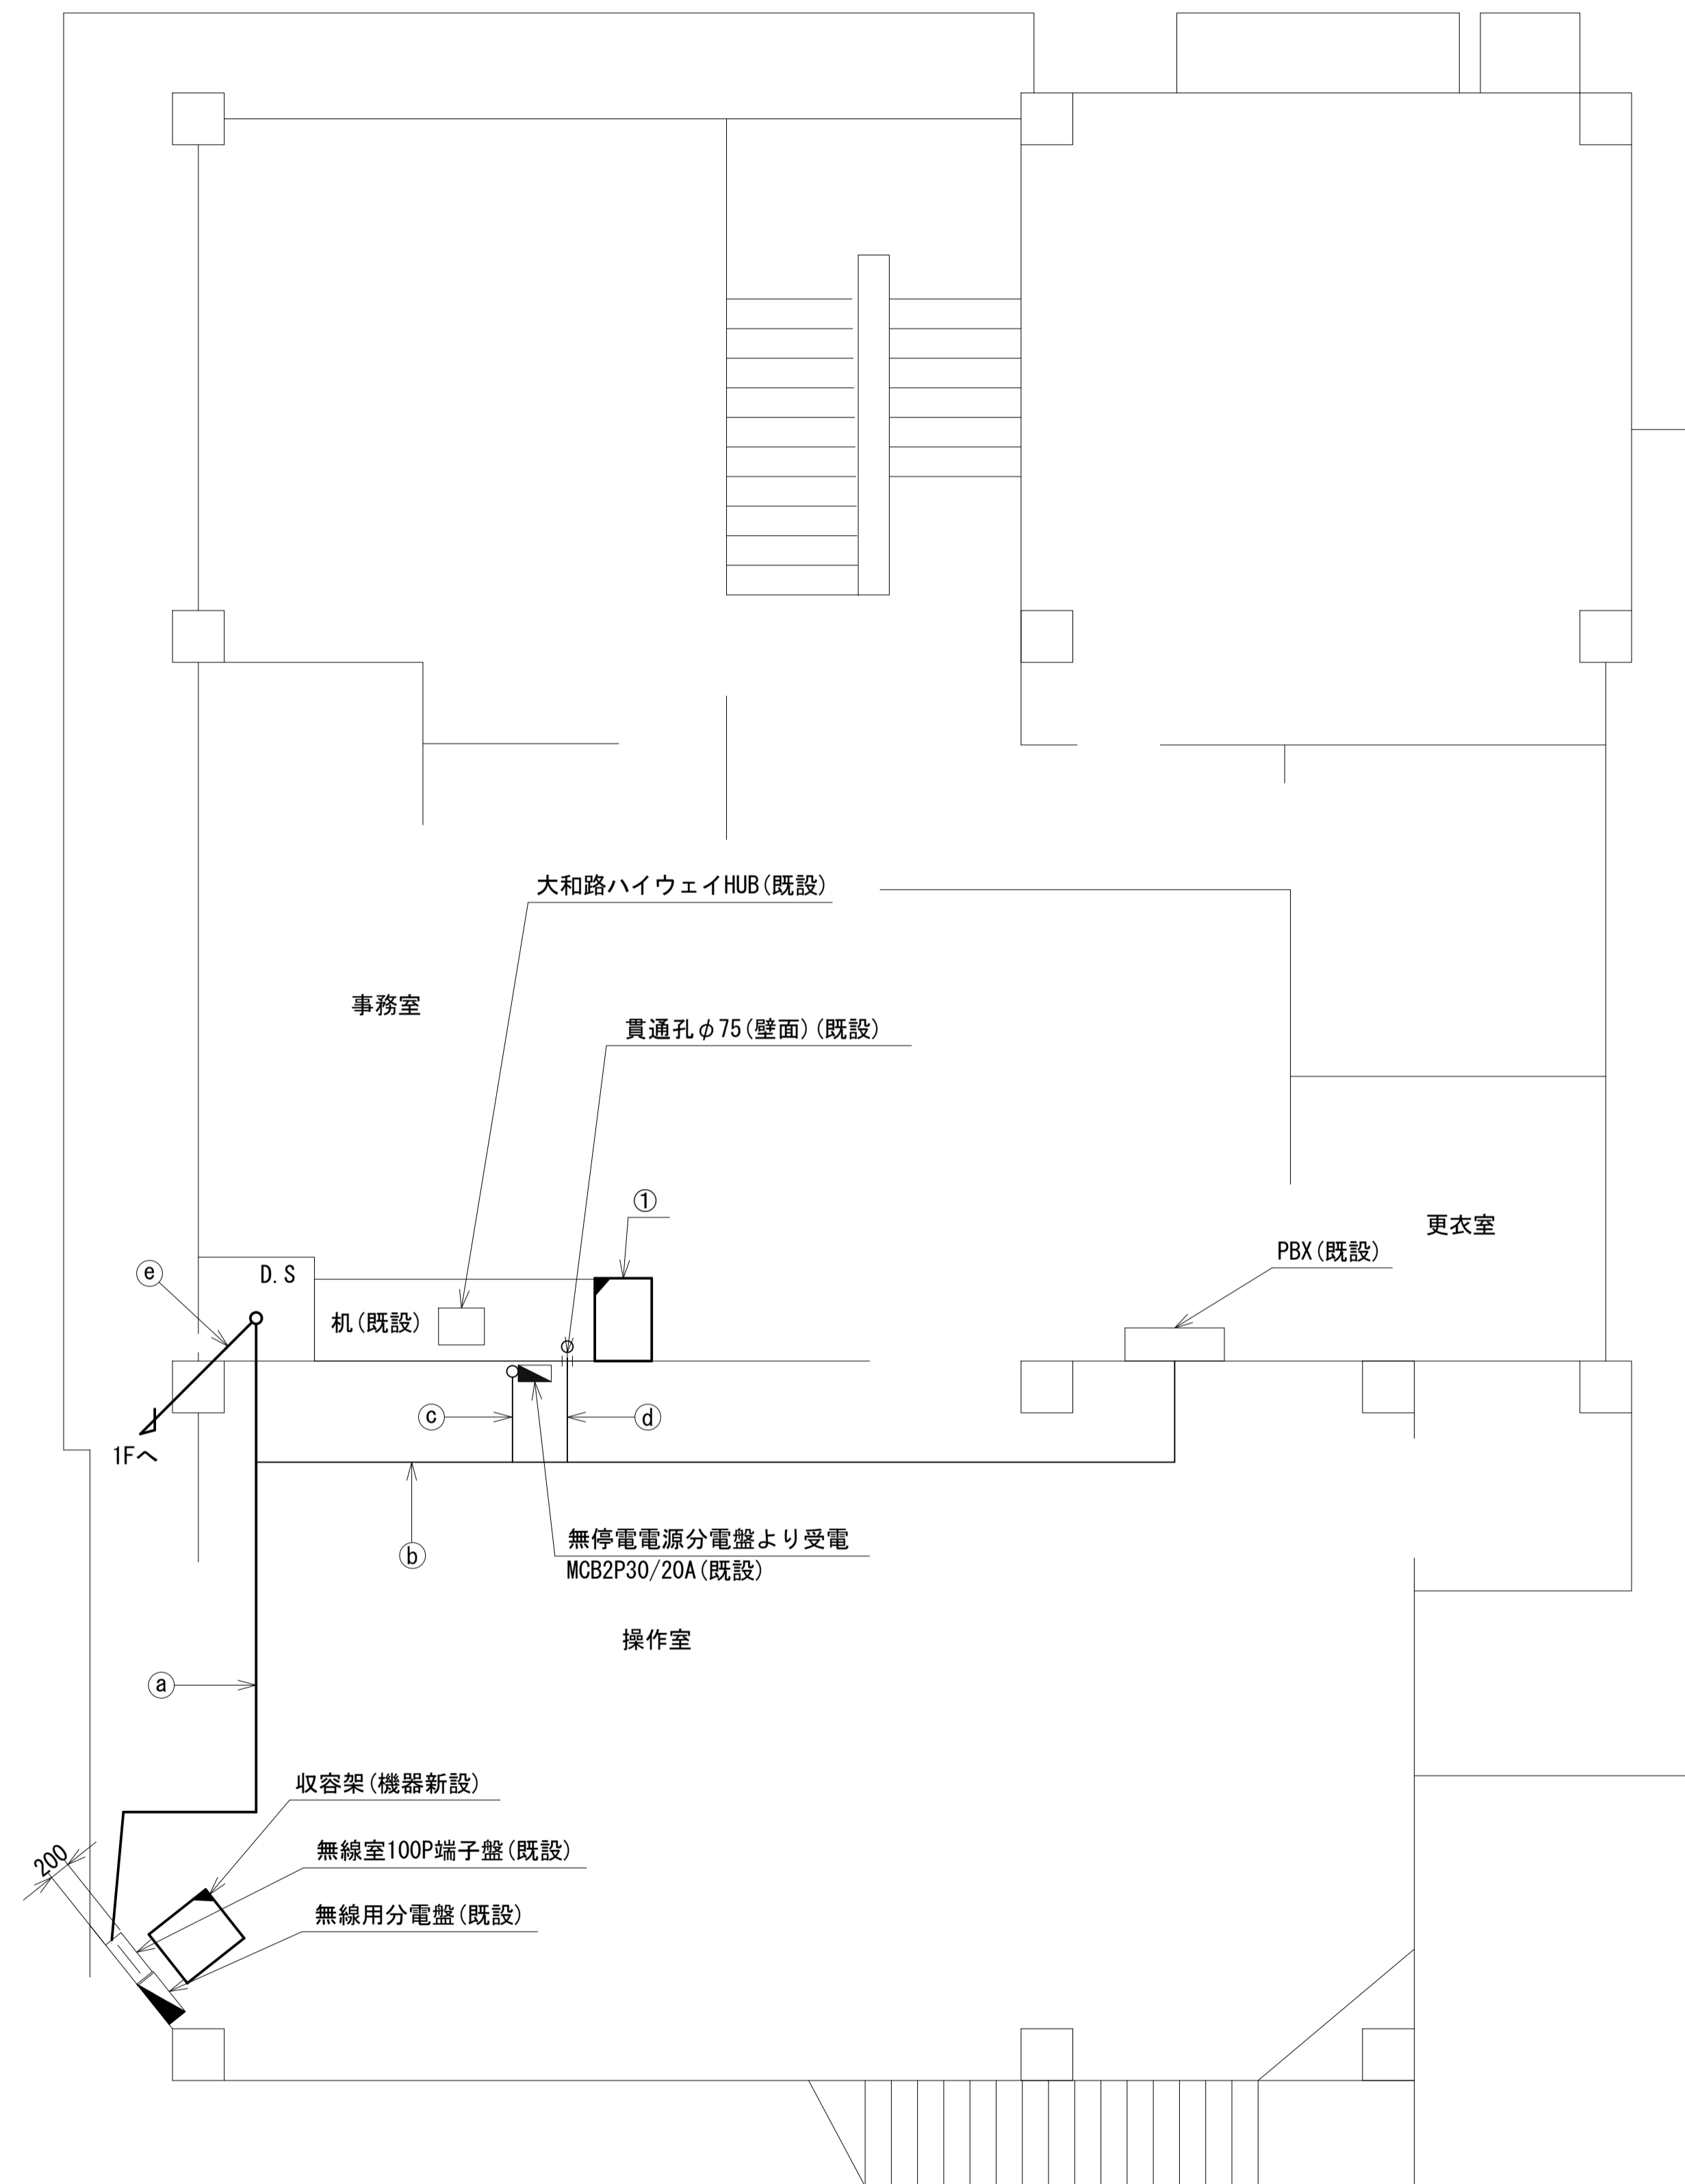 大和路ハイウェイHUB(既設)
事務室
貫通孔φ75(壁面)(既設)
①
更衣室
PBX(既設)
ⓔ
D.S
机(既設)
ⓒ
ⓓ
1Fへ
無停電電源分電盤より受電
MCB2P30/20A(既設)
ⓑ
操作室
ⓐ
収容架(機器新設)
無線室100P端子盤(既設)
200
無線用分電盤(既設)